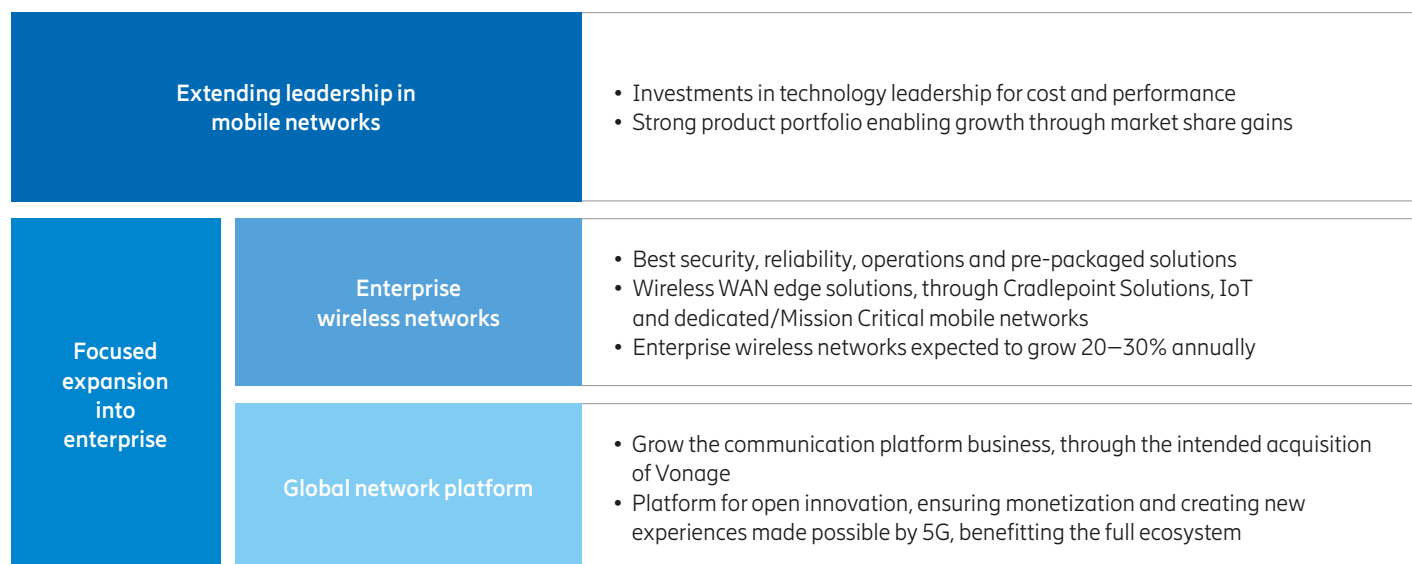 Extending leadership in
mobile networks
• Investments in technology leadership for cost and performance
• Strong product portfolio enabling growth through market share gains
Focused
expansion
into
enterprise
Enterprise
wireless networks
• Best security, reliability, operations and pre-packaged solutions
• Wireless WAN edge solutions, through Cradlepoint Solutions, IoT
and dedicated/Mission Critical mobile networks
• Enterprise wireless networks expected to grow 20–30% annually
Global network platform
• Grow the communication platform business, through the intended acquisition
of Vonage
• Platform for open innovation, ensuring monetization and creating new
experiences made possible by 5G, benefitting the full ecosystem